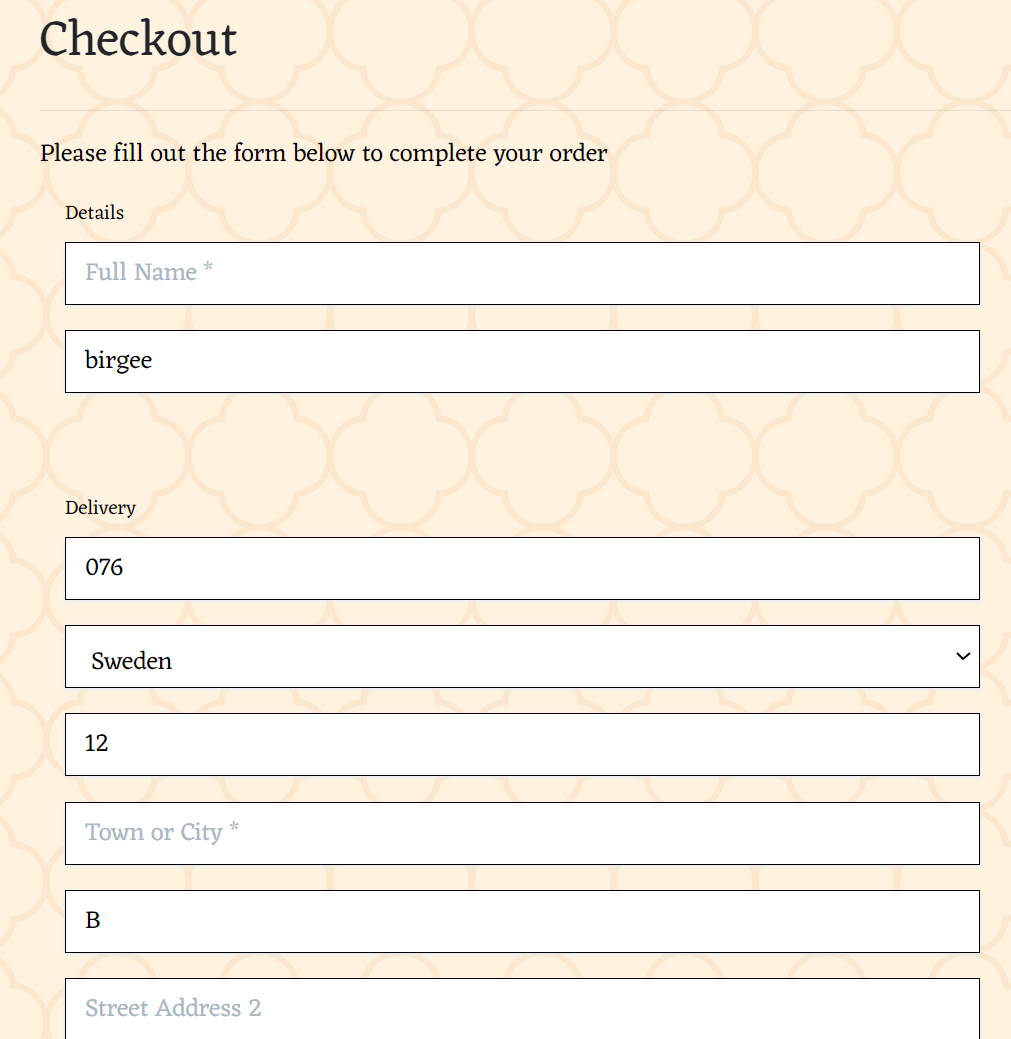 Checkout
Please fill out the form below to complete your order
Details
Full Name *
birgee
Delivery
076
Sweden
12
Town or City *
B
Street Address 2